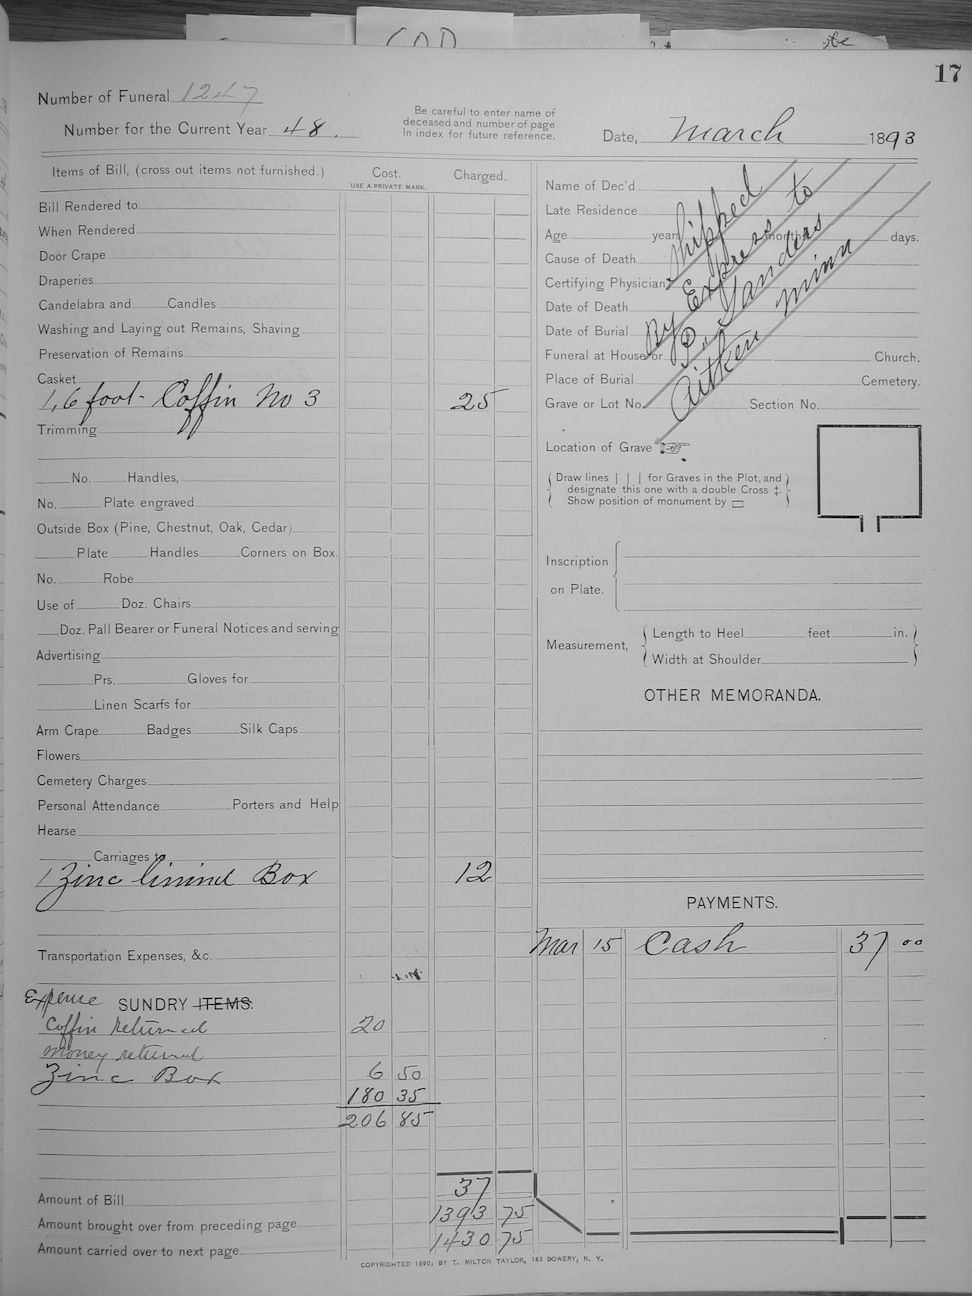 17
Number of Funeral 1247
Number for the Current Year 48.
Be careful to enter name of
deceased and number of page
in index for future reference.
Date, March 1893
Items of Bill, (cross out items not furnished.)
Cost.
USE A PRIVATE MARK.
Charged.
Bill Rendered to
When Rendered
Door Crape
Draperies
Candelabra and Candles
Washing and Laying out Remains, Shaving
Preservation of Remains
Casket
1, 6 foot- Coffin No 3 25
Trimming
No. Handles,
No. Plate engraved
Outside Box (Pine, Chestnut, Oak, Cedar)
Plate Handles Corners on Box.
No. Robe
Use of Doz. Chairs
Doz. Pall Bearer or Funeral Notices and serving
Advertising
Prs. Gloves for
Linen Scarfs for
Arm Crape Badges Silk Caps
Flowers
Cemetery Charges
Personal Attendance Porters and Help
Hearse
Carriages to
1 Zinc linind Box 12
Transportation Expenses, &c.
Expense SUNDRY ITEMS.
Coffin returned 20
Money returned
Zinc Box 6 50
180 35
206 85
37
Amount of Bill
Amount brought over from preceding page 1393 75
Amount carried over to next page 1430 75
Name of Dec'd
Late Residence
Age years months days.
Cause of Death
Certifying Physician
Date of Death
Date of Burial
Funeral at House or Church.
Place of Burial Cemetery.
Grave or Lot No. Section No.
Shipped
By Express to
P. Sanders
Aitken Minn
Location of Grave
Draw lines | | | for Graves in the Plot, and
designate this one with a double Cross ‡.
Show position of monument by ▭
Inscription
on Plate.
Measurement,
Length to Heel feet in.
Width at Shoulder
OTHER MEMORANDA.
PAYMENTS.
Mar 15 Cash 37 00
COPYRIGHTED 1890, BY T. MILTON TAYLOR, 183 BOWERY, N. Y.